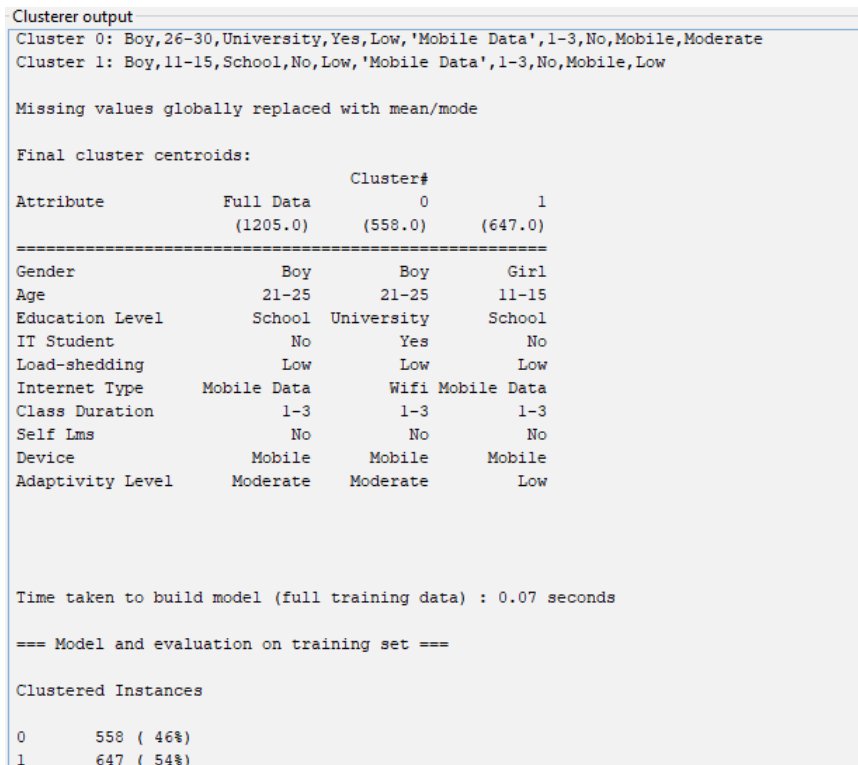 Clusterer output
Cluster 0: Boy,26-30,University,Yes,Low,'Mobile Data',1-3,No,Mobile,Moderate
Cluster 1: Boy,11-15,School,No,Low,'Mobile Data',1-3,No,Mobile,Low
Missing values globally replaced with mean/mode
Final cluster centroids:
Cluster#
Attribute Full Data 0 1
(1205.0) (558.0) (647.0)
=======================================================
Gender Boy Boy Girl
Age 21-25 21-25 11-15
Education Level School University School
IT Student No Yes No
Load-shedding Low Low Low
Internet Type Mobile Data Wifi Mobile Data
Class Duration 1-3 1-3 1-3
Self Lms No No No
Device Mobile Mobile Mobile
Adaptivity Level Moderate Moderate Low
Time taken to build model (full training data) : 0.07 seconds
=== Model and evaluation on training set ===
Clustered Instances
0 558 ( 46%)
1 647 ( 54%)